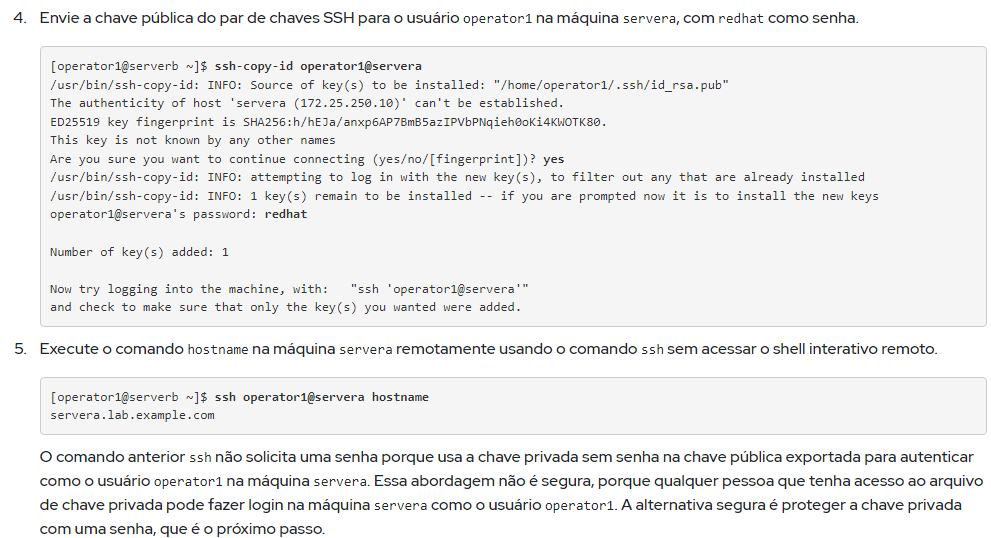 4. Envie a chave pública do par de chaves SSH para o usuário operator1 na máquina servera, com redhat como senha.
[operator1@serverb ~]$ ssh-copy-id operator1@servera
/usr/bin/ssh-copy-id: INFO: Source of key(s) to be installed: "/home/operator1/.ssh/id_rsa.pub"
The authenticity of host 'servera (172.25.250.10)' can't be established.
ED25519 key fingerprint is SHA256:h/hEJa/anxp6AP7BmB5azIPVbPNqieh0oKi4KWOTK80.
This key is not known by any other names
Are you sure you want to continue connecting (yes/no/[fingerprint])? yes
/usr/bin/ssh-copy-id: INFO: attempting to log in with the new key(s), to filter out any that are already installed
/usr/bin/ssh-copy-id: INFO: 1 key(s) remain to be installed -- if you are prompted now it is to install the new keys
operator1@servera's password: redhat
Number of key(s) added: 1
Now try logging into the machine, with:   "ssh 'operator1@servera'"
and check to make sure that only the key(s) you wanted were added.
5. Execute o comando hostname na máquina servera remotamente usando o comando ssh sem acessar o shell interativo remoto.
[operator1@serverb ~]$ ssh operator1@servera hostname
servera.lab.example.com
O comando anterior ssh não solicita uma senha porque usa a chave privada sem senha na chave pública exportada para autenticar
como o usuário operator1 na máquina servera. Essa abordagem não é segura, porque qualquer pessoa que tenha acesso ao arquivo
de chave privada pode fazer login na máquina servera como o usuário operator1. A alternativa segura é proteger a chave privada
com uma senha, que é o próximo passo.